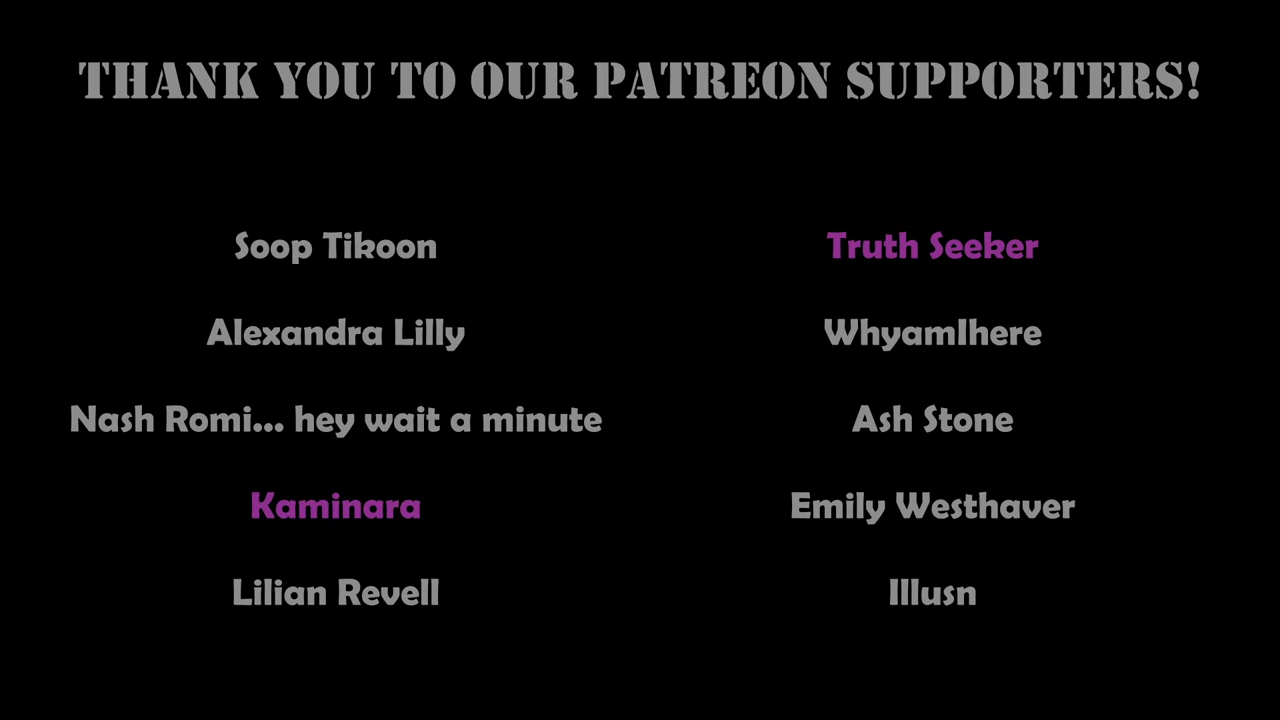 THANK YOU TO OUR PATREON SUPPORTERS!
Soop Tikoon
Truth Seeker
Alexandra Lilly
WhyamIhere
Nash Romi... hey wait a minute
Ash Stone
Kaminara
Emily Westhaver
Lilian Revell
Illusn